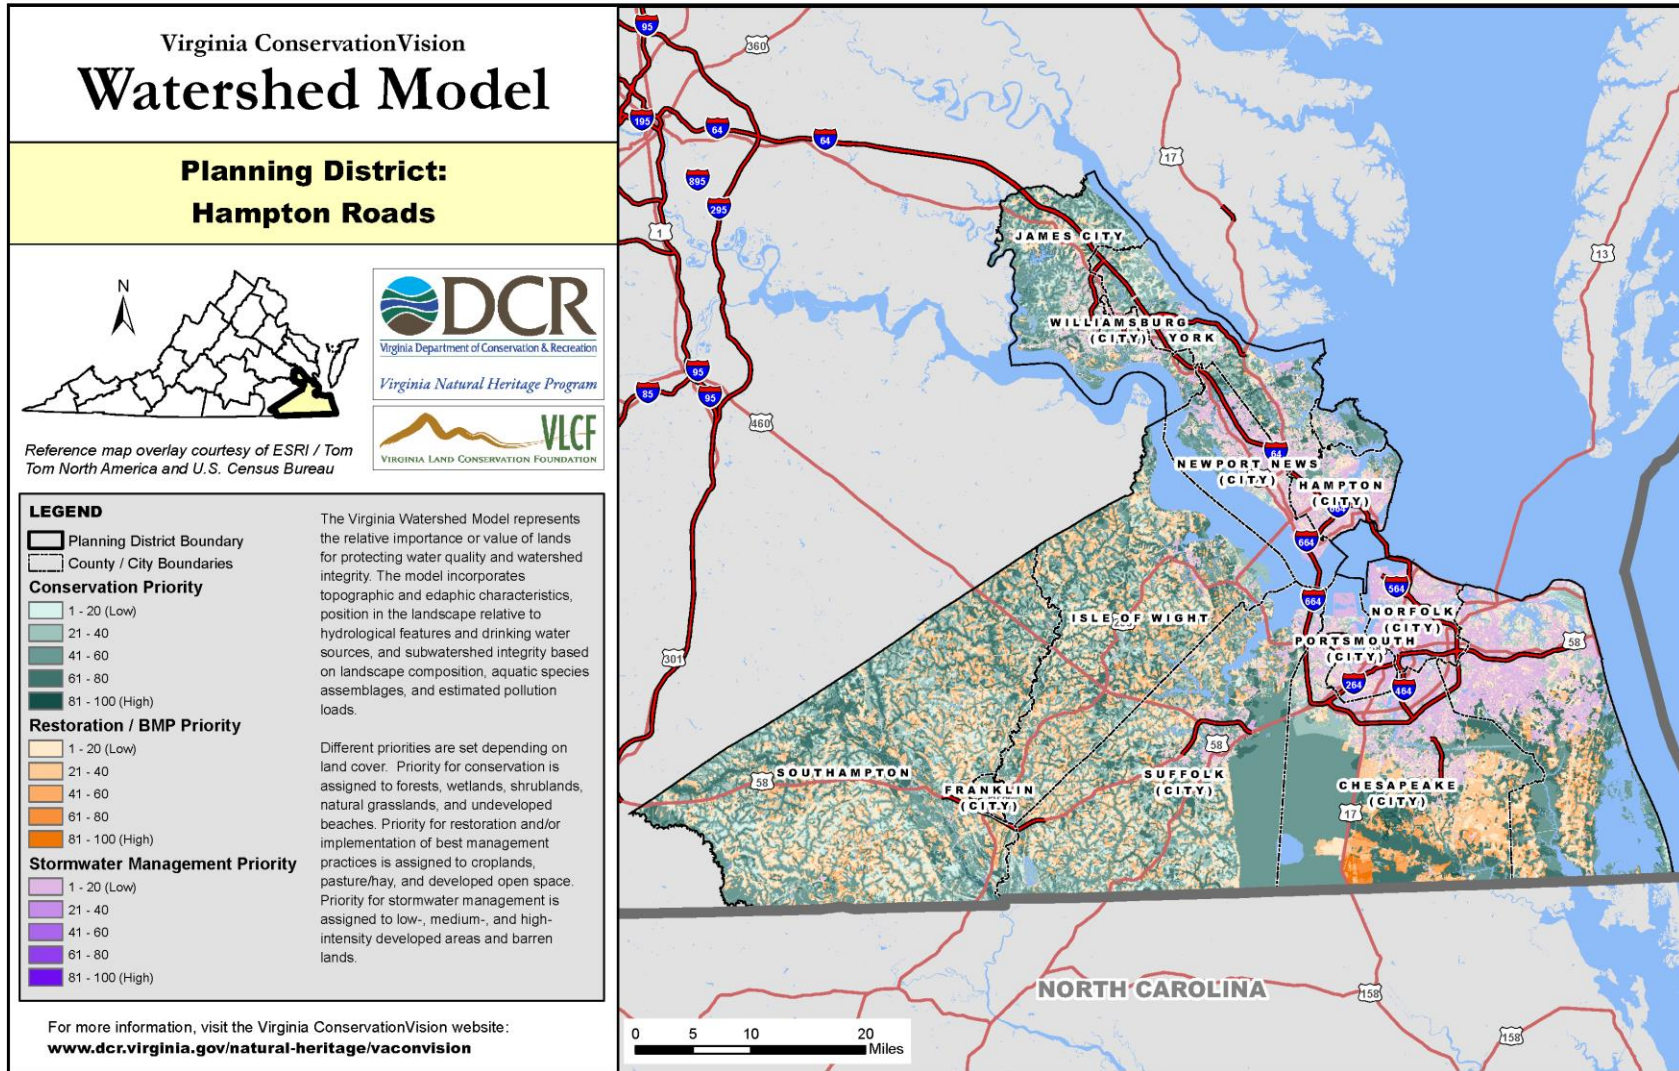 Virginia ConservationVision
Watershed Model
Planning District:
Hampton Roads
N
DCR
Virginia Department of Conservation & Recreation
Virginia Natural Heritage Program
VLCF
VIRGINIA LAND CONSERVATION FOUNDATION
Reference map overlay courtesy of ESRI / Tom
Tom North America and U.S. Census Bureau
LEGEND
Planning District Boundary
County / City Boundaries
Conservation Priority
1 - 20 (Low)
21 - 40
41 - 60
61 - 80
81 - 100 (High)
Restoration / BMP Priority
1 - 20 (Low)
21 - 40
41 - 60
61 - 80
81 - 100 (High)
Stormwater Management Priority
1 - 20 (Low)
21 - 40
41 - 60
61 - 80
81 - 100 (High)
The Virginia Watershed Model represents
the relative importance or value of lands
for protecting water quality and watershed
integrity. The model incorporates
topographic and edaphic characteristics,
position in the landscape relative to
hydrological features and drinking water
sources, and subwatershed integrity based
on landscape composition, aquatic species
assemblages, and estimated pollution
loads.
Different priorities are set depending on
land cover. Priority for conservation is
assigned to forests, wetlands, shrublands,
natural grasslands, and undeveloped
beaches. Priority for restoration and/or
implementation of best management
practices is assigned to croplands,
pasture/hay, and developed open space.
Priority for stormwater management is
assigned to low-, medium-, and high-
intensity developed areas and barren
lands.
For more information, visit the Virginia ConservationVision website:
www.dcr.virginia.gov/natural-heritage/vaconvision
95
360
195
64
64
17
895
295
1
13
JAMES CITY
WILLIAMSBURG
(CITY)
YORK
95
85
95
460
64
NEWPORT NEWS
(CITY)
HAMPTON
(CITY)
664
664
564
664
ISLE OF WIGHT
NORFOLK
(CITY)
PORTSMOUTH
(CITY)
58
301
264
464
58
SOUTHAMPTON
58
FRANKLIN
(CITY)
SUFFOLK
(CITY)
CHESAPEAKE
(CITY)
17
NORTH CAROLINA
158
158
0
5
10
20
Miles